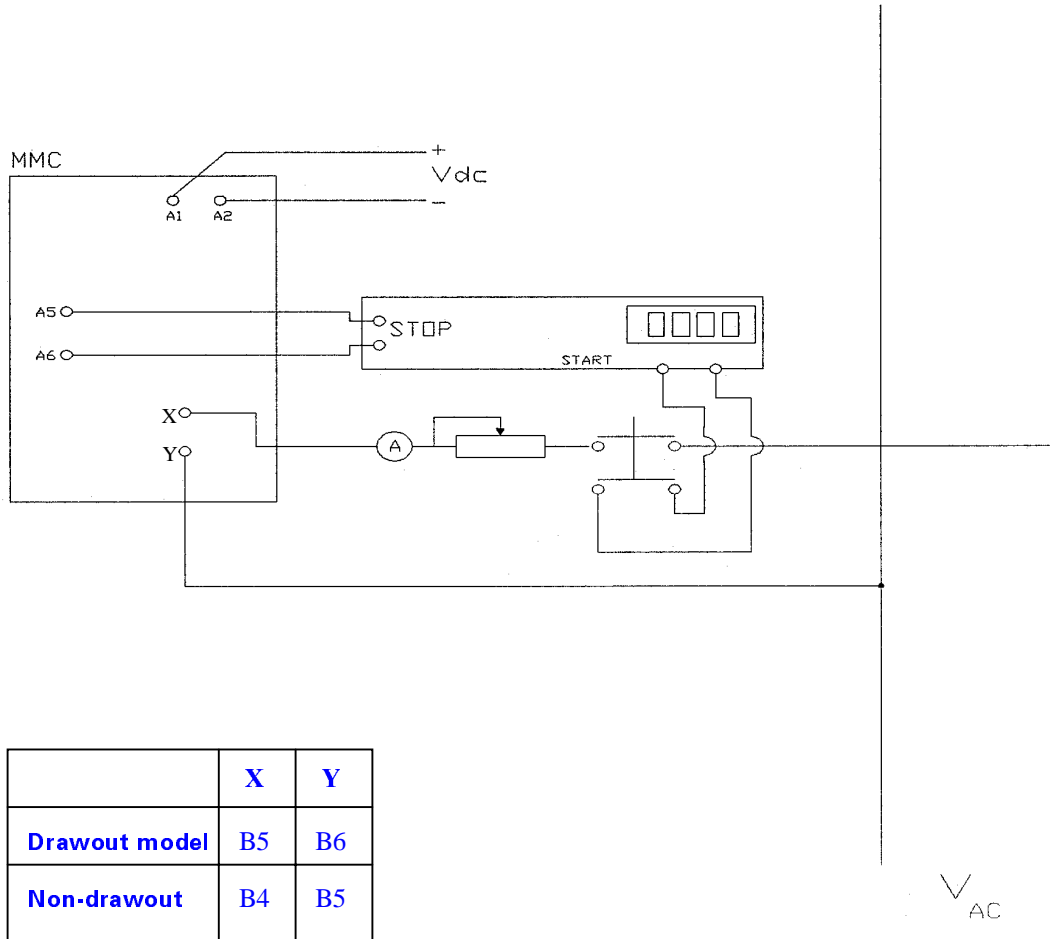 MMC
+
Vdc
−
A1 A2
A5
STOP
A6
START
X
A
Y
X Y
Drawout model B5 B6
Non-drawout B4 B5
V
AC